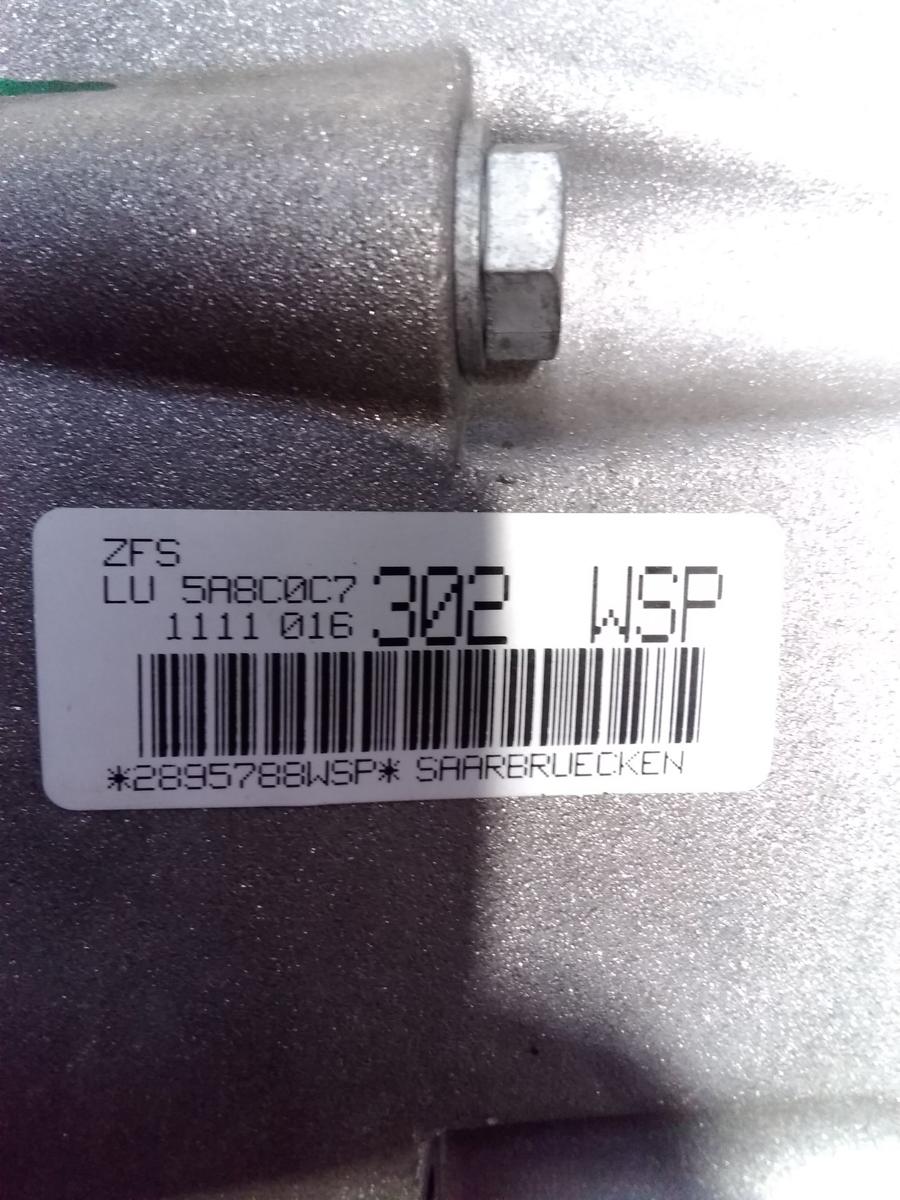 ZFS
LU 5A8C0C7 302 WSP
1111 016
*2895788WSP* SAARBRUECKEN